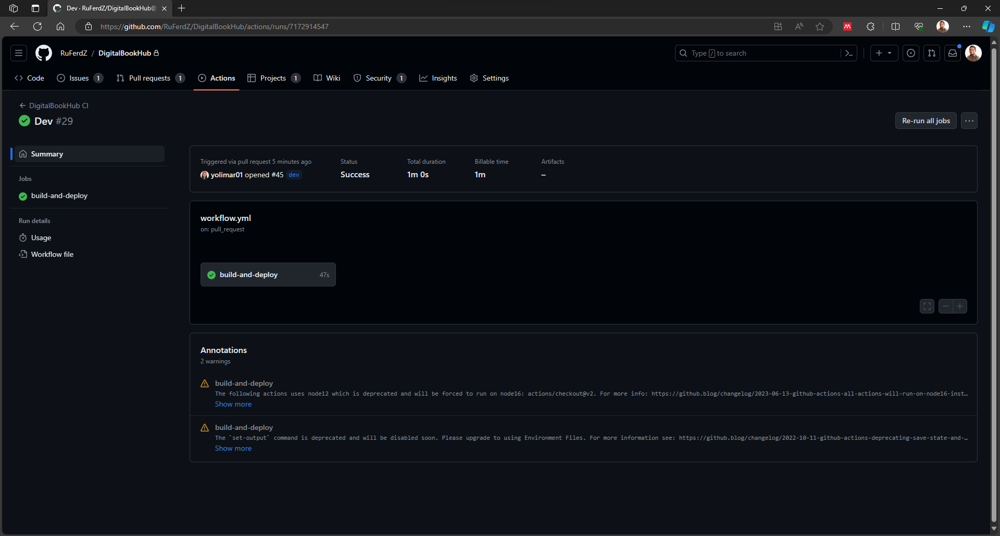 Dev · RuFerdZ/DigitalBookHub@
https://github.com/RuFerdZ/DigitalBookHub/actions/runs/7172914547
RuFerdZ / DigitalBookHub
Type / to search
Code
Issues 1
Pull requests 1
Actions
Projects 1
Wiki
Security 1
Insights
Settings
DigitalBookHub CI
Dev #29
Re-run all jobs
Summary
Jobs
build-and-deploy
Run details
Usage
Workflow file
Triggered via pull request 5 minutes ago
yolimar01 opened #45 dev
Status
Success
Total duration
1m 0s
Billable time
1m
Artifacts
–
workflow.yml
on: pull_request
build-and-deploy 47s
Annotations
2 warnings
build-and-deploy
The following actions uses node12 which is deprecated and will be forced to run on node16: actions/checkout@v2. For more info: https://github.blog/changelog/2023-06-13-github-actions-all-actions-will-run-on-node16-inst…
Show more
build-and-deploy
The `set-output` command is deprecated and will be disabled soon. Please upgrade to using Environment Files. For more information see: https://github.blog/changelog/2022-10-11-github-actions-deprecating-save-state-and-…
Show more